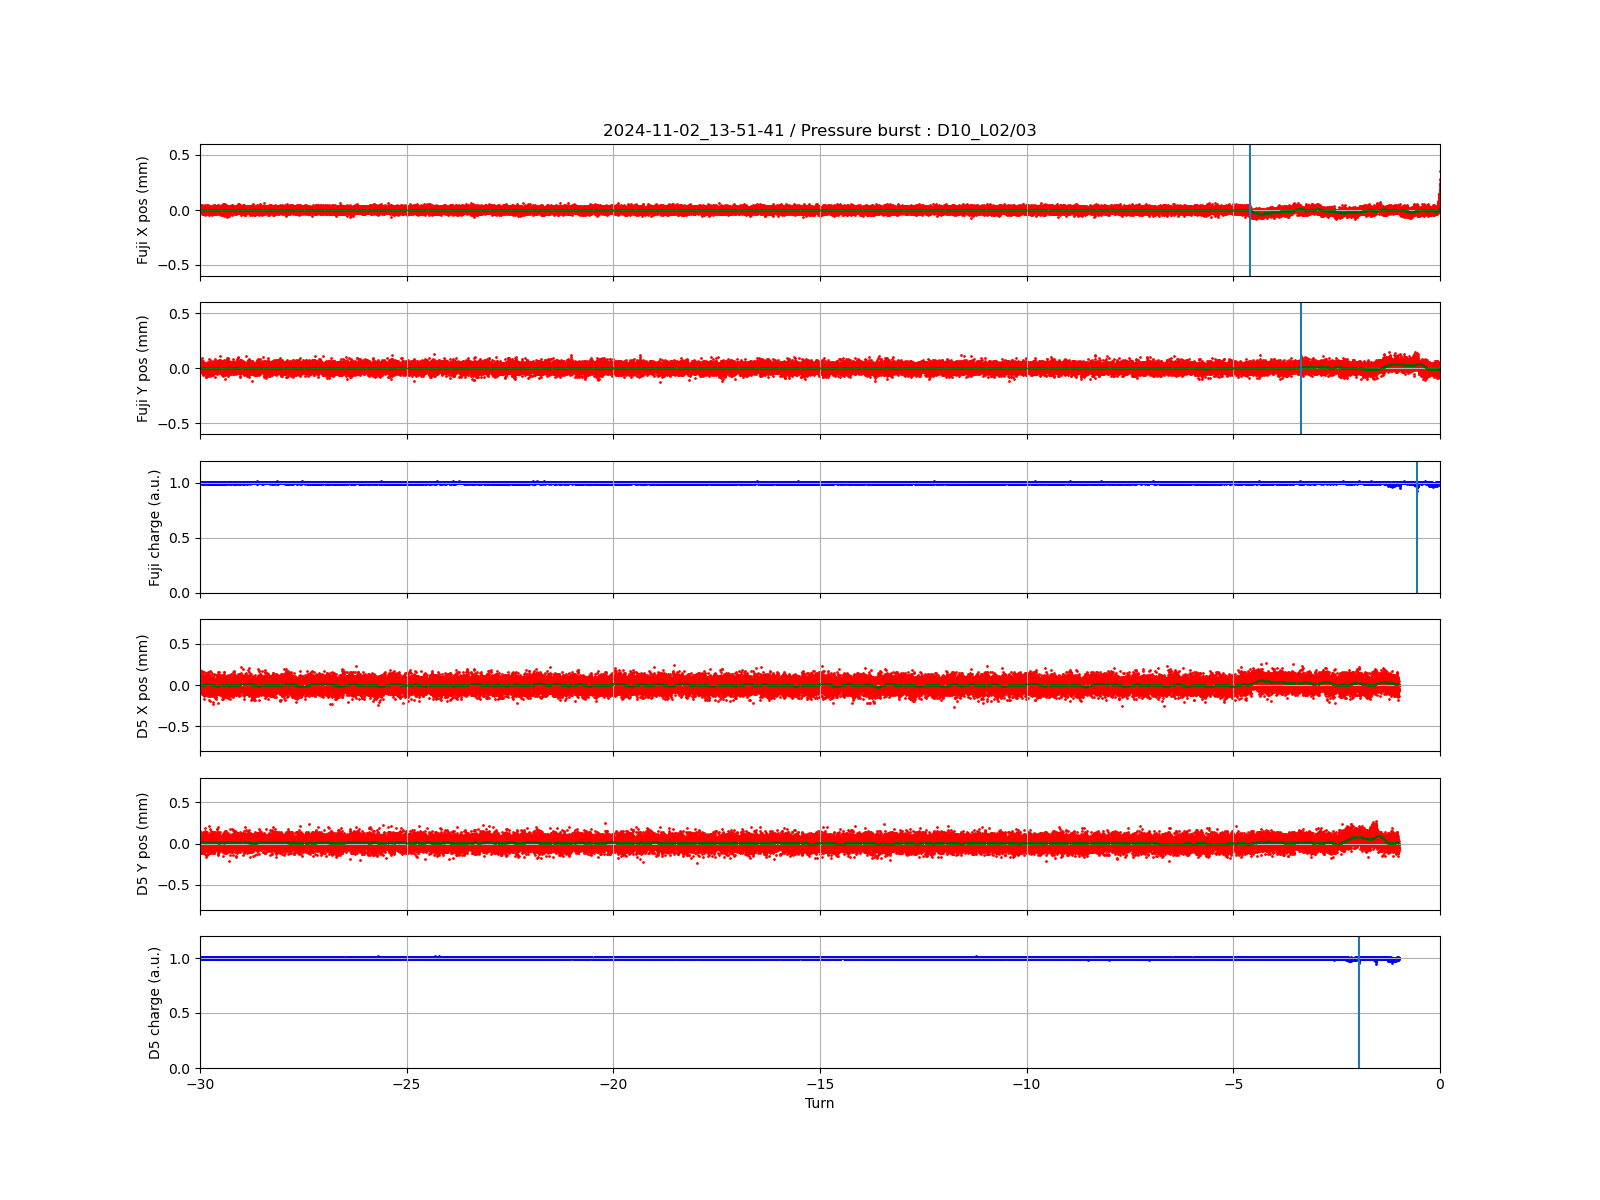 2024-11-02_13-51-41 / Pressure burst : D10_L02/03
Fuji X pos (mm)
0.5
0.0
−0.5
Fuji Y pos (mm)
0.5
0.0
−0.5
Fuji charge (a.u.)
1.0
0.5
0.0
D5 X pos (mm)
0.5
0.0
−0.5
D5 Y pos (mm)
0.5
0.0
−0.5
D5 charge (a.u.)
1.0
0.5
0.0
−30 −25 −20 −15 −10 −5 0
Turn